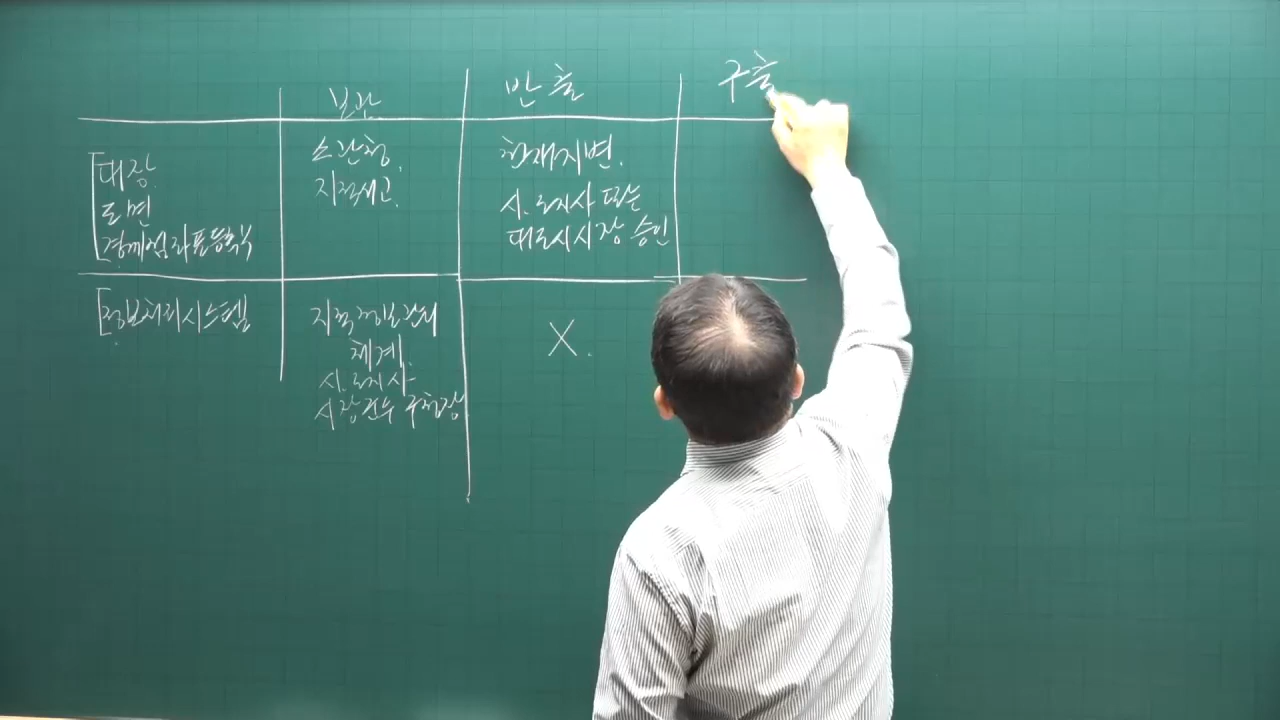 보관
반출
구출
대장
도면
경계점좌표등록부
소관청.
지적서고.
천재지변.
시.도지사 또는
대도시시장 승인
정보처리시스템
지적정보관리
체계.
시.도지사
시장군수 구청장
X.